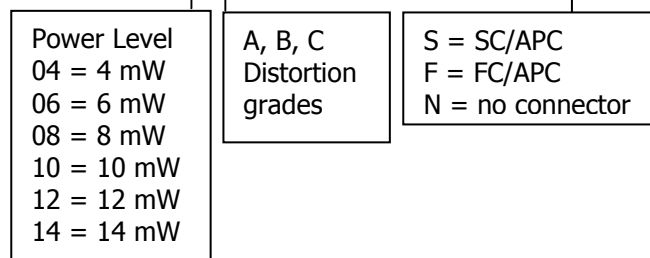 Power Level
04 = 4 mW
06 = 6 mW
08 = 8 mW
10 = 10 mW
12 = 12 mW
14 = 14 mW
A, B, C
Distortion
grades
S = SC/APC
F = FC/APC
N = no connector